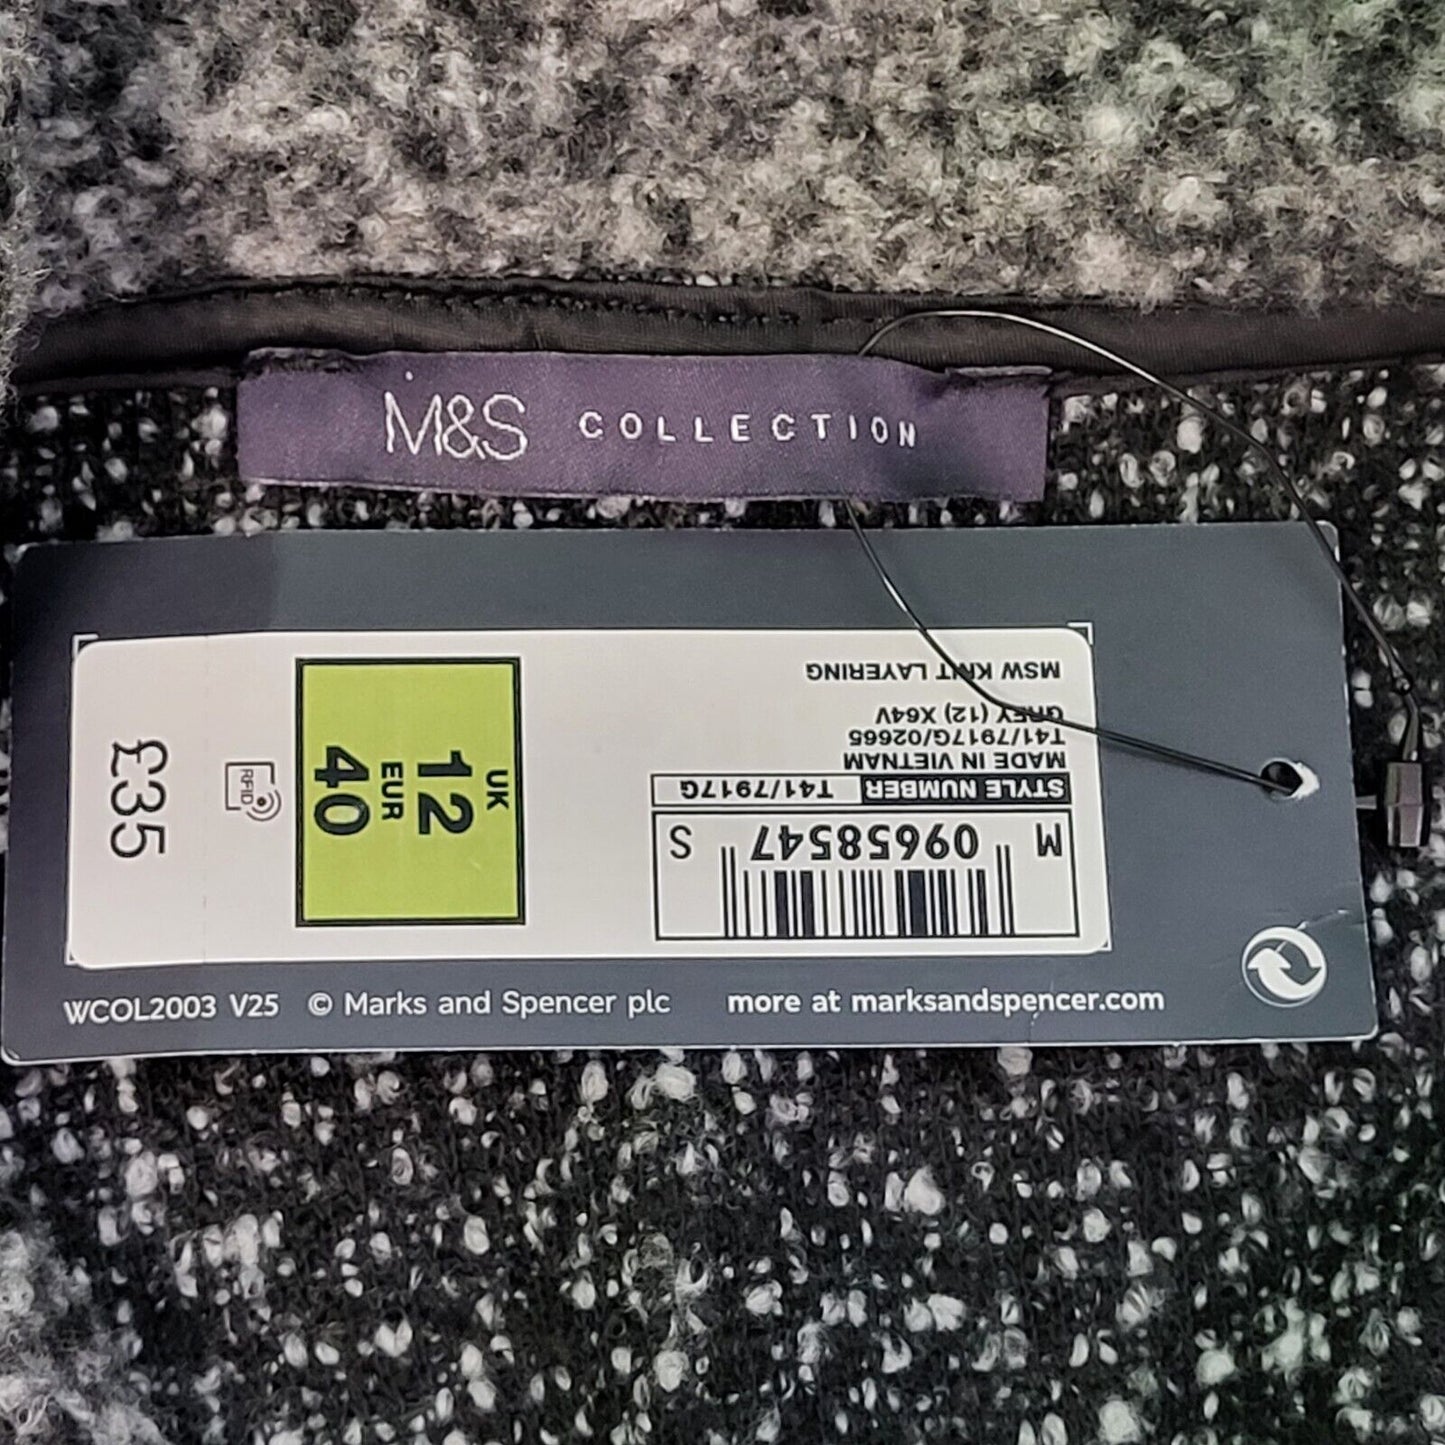 M&S COLLECTION
MSW KNIT LAYERING
GREY (12) X64V
T41/7917G/02665
MADE IN VIETNAM
STYLE NUMBER T41/7917G
M 09658547 S
UK
12
EUR
40
RFID
£35
WCOL2003 V25 © Marks and Spencer plc more at marksandspencer.com